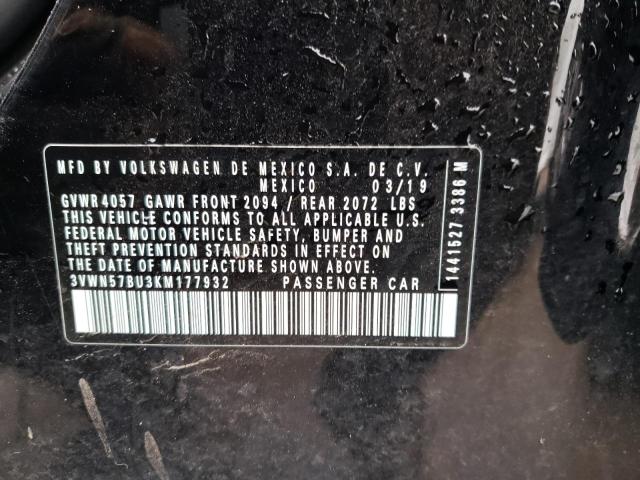 MFD BY VOLKSWAGEN DE MEXICO S.A. DE C.V.
MEXICO 03/19
GVWR4057 GAWR FRONT 2094 / REAR 2072 LBS
THIS VEHICLE CONFORMS TO ALL APPLICABLE U.S.
FEDERAL MOTOR VEHICLE SAFETY, BUMPER AND
THEFT PREVENTION STANDARDS IN EFFECT ON
THE DATE OF MANUFACTURE SHOWN ABOVE.
3VWN57BU3KM177932 PASSENGER CAR
1441527 3386 M